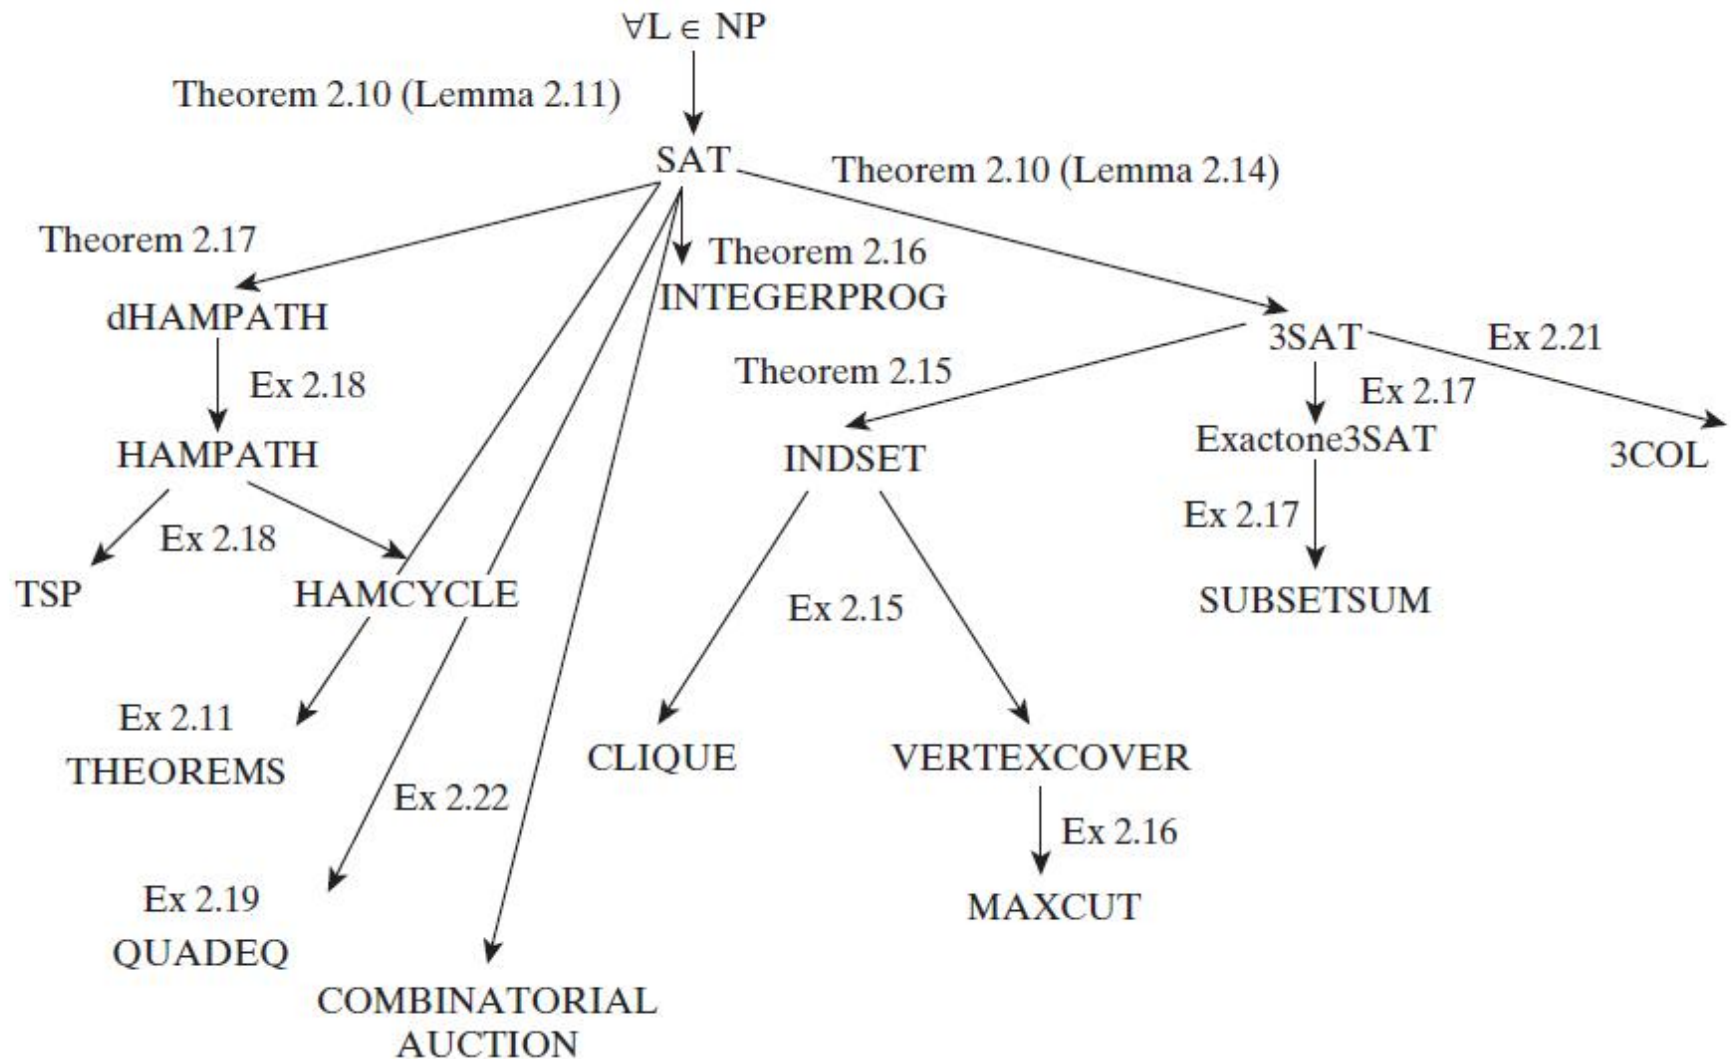 ∀L ∈ NP
Theorem 2.10 (Lemma 2.11)
SAT
Theorem 2.10 (Lemma 2.14)
Theorem 2.17
Theorem 2.16
INTEGERPROG
dHAMPATH
3SAT
Ex 2.21
Theorem 2.15
Ex 2.18
Ex 2.17
HAMPATH
INDSET
Exactone3SAT
3COL
Ex 2.18
Ex 2.17
TSP
HAMCYCLE
Ex 2.15
SUBSETSUM
Ex 2.11
THEOREMS
CLIQUE
VERTEXCOVER
Ex 2.22
Ex 2.16
Ex 2.19
QUADEQ
MAXCUT
COMBINATORIAL
AUCTION